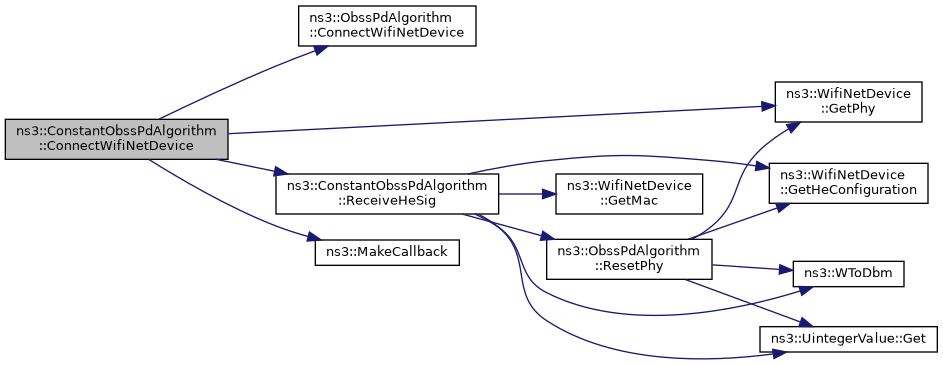 ns3::ObssPdAlgorithm
::ConnectWifiNetDevice
ns3::WifiNetDevice
::GetPhy
ns3::ConstantObssPdAlgorithm
::ConnectWifiNetDevice
ns3::ConstantObssPdAlgorithm
::ReceiveHeSig
ns3::WifiNetDevice
::GetMac
ns3::WifiNetDevice
::GetHeConfiguration
ns3::MakeCallback
ns3::ObssPdAlgorithm
::ResetPhy
ns3::WToDbm
ns3::UintegerValue::Get